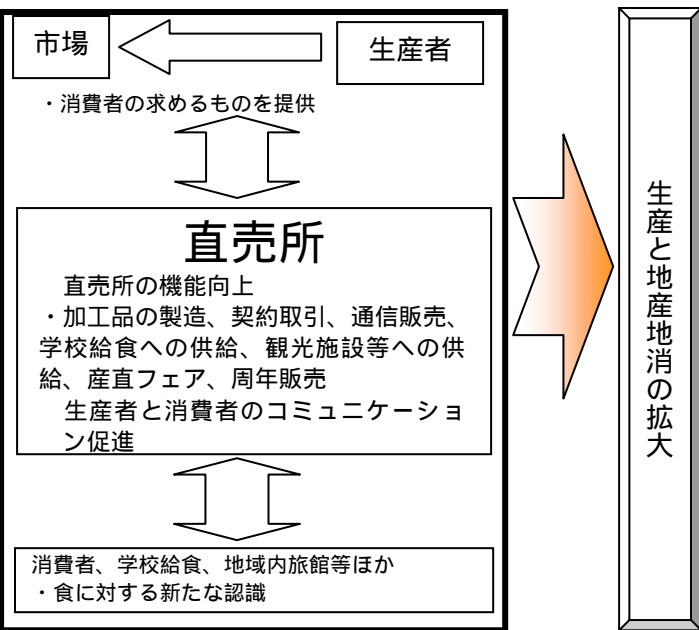 市場
生産者
・消費者の求めるものを提供
直売所
直売所の機能向上
・加工品の製造、契約取引、通信販売、
学校給食への供給、観光施設等への供
給、産直フェア、周年販売
生産者と消費者のコミュニケーショ
ン促進
消費者、学校給食、地域内旅館等ほか
・食に対する新たな認識
生産と地産地消の拡大